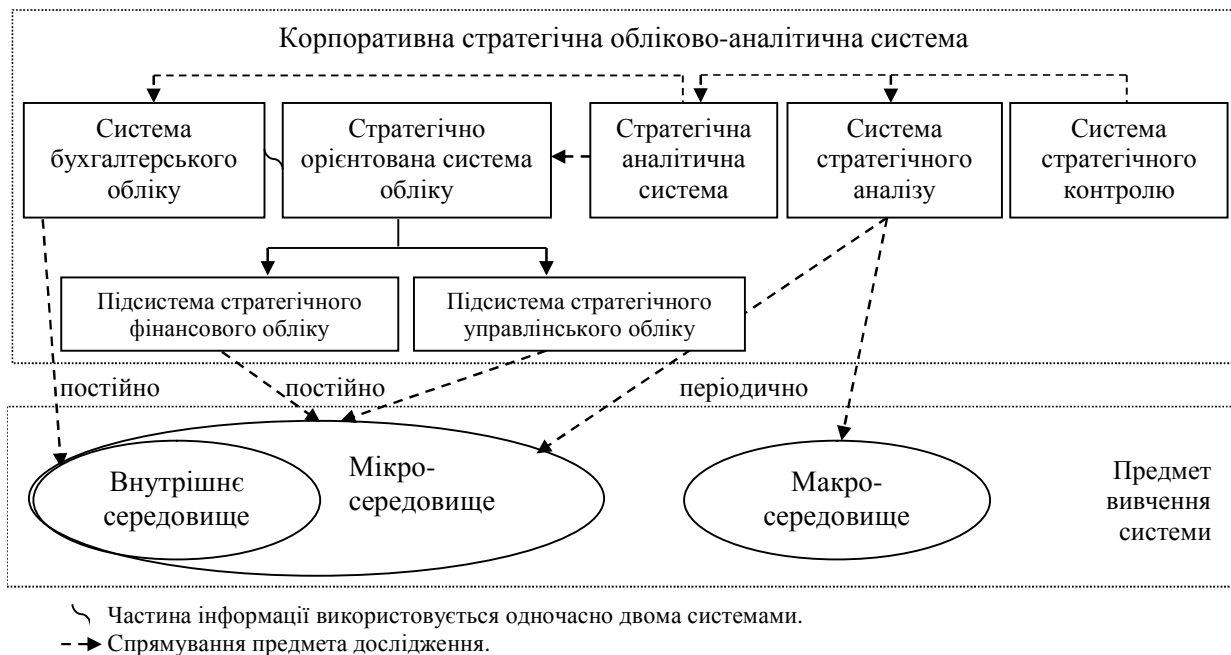 Корпоративна стратегічна обліково-аналітична система
Система
бухгалтерського
обліку
Стратегічно
орієнтована система
обліку
Стратегічна
аналітична
система
Система
стратегічного
аналізу
Система
стратегічного
контролю
Підсистема стратегічного
фінансового обліку
Підсистема стратегічного
управлінського обліку
постійно
постійно
періодично
Внутрішнє
середовище
Мікро-
середовище
Макро-
середовище
Предмет
вивчення
системи
Частина інформації використовується одночасно двома системами.
Спрямування предмета дослідження.